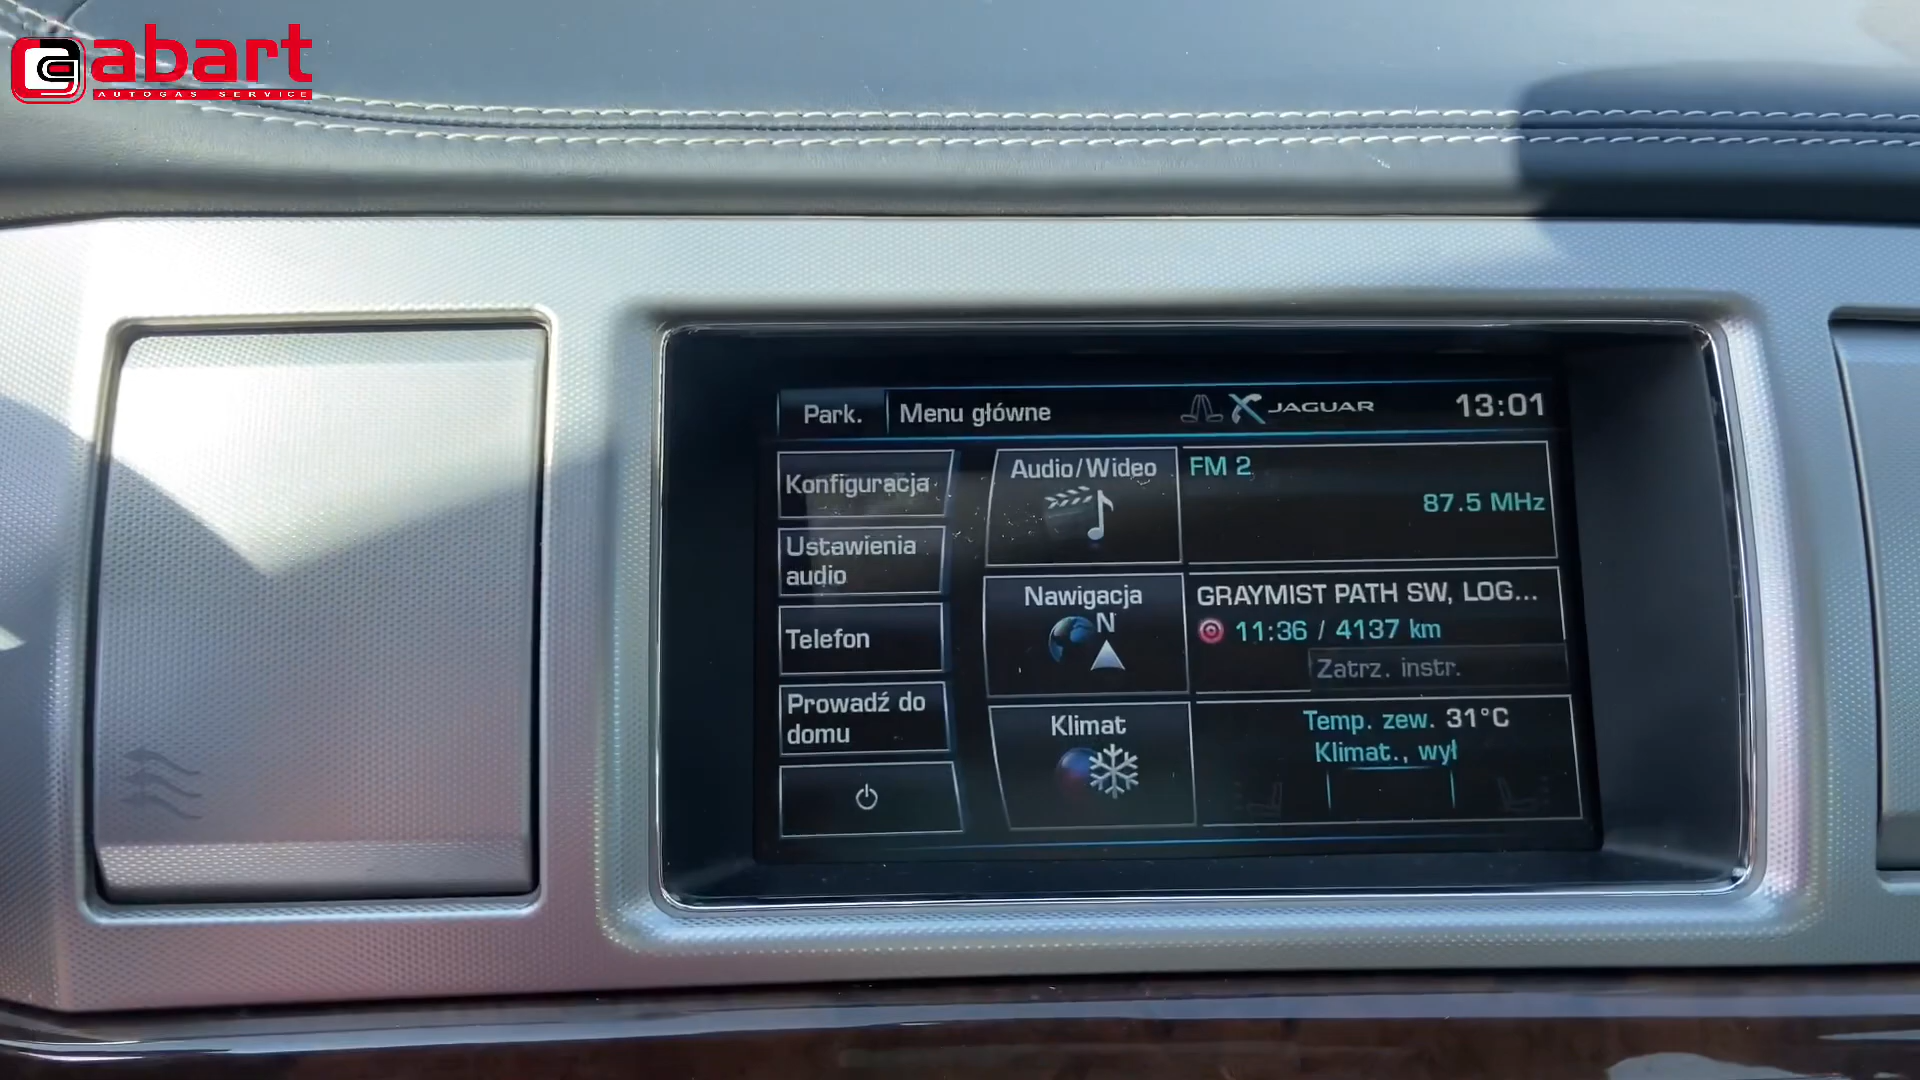 abart
AUTOGAS SERVICE
Park.
Menu główne
JAGUAR
13:01
Konfiguracja
Ustawienia
audio
Telefon
Prowadź do
domu
Audio/Wideo
FM 2
87.5 MHz
Nawigacja
N
GRAYMIST PATH SW, LOG...
11:36 / 4137 km
Zatrz. instr.
Klimat
Temp. zew. 31°C
Klimat., wył